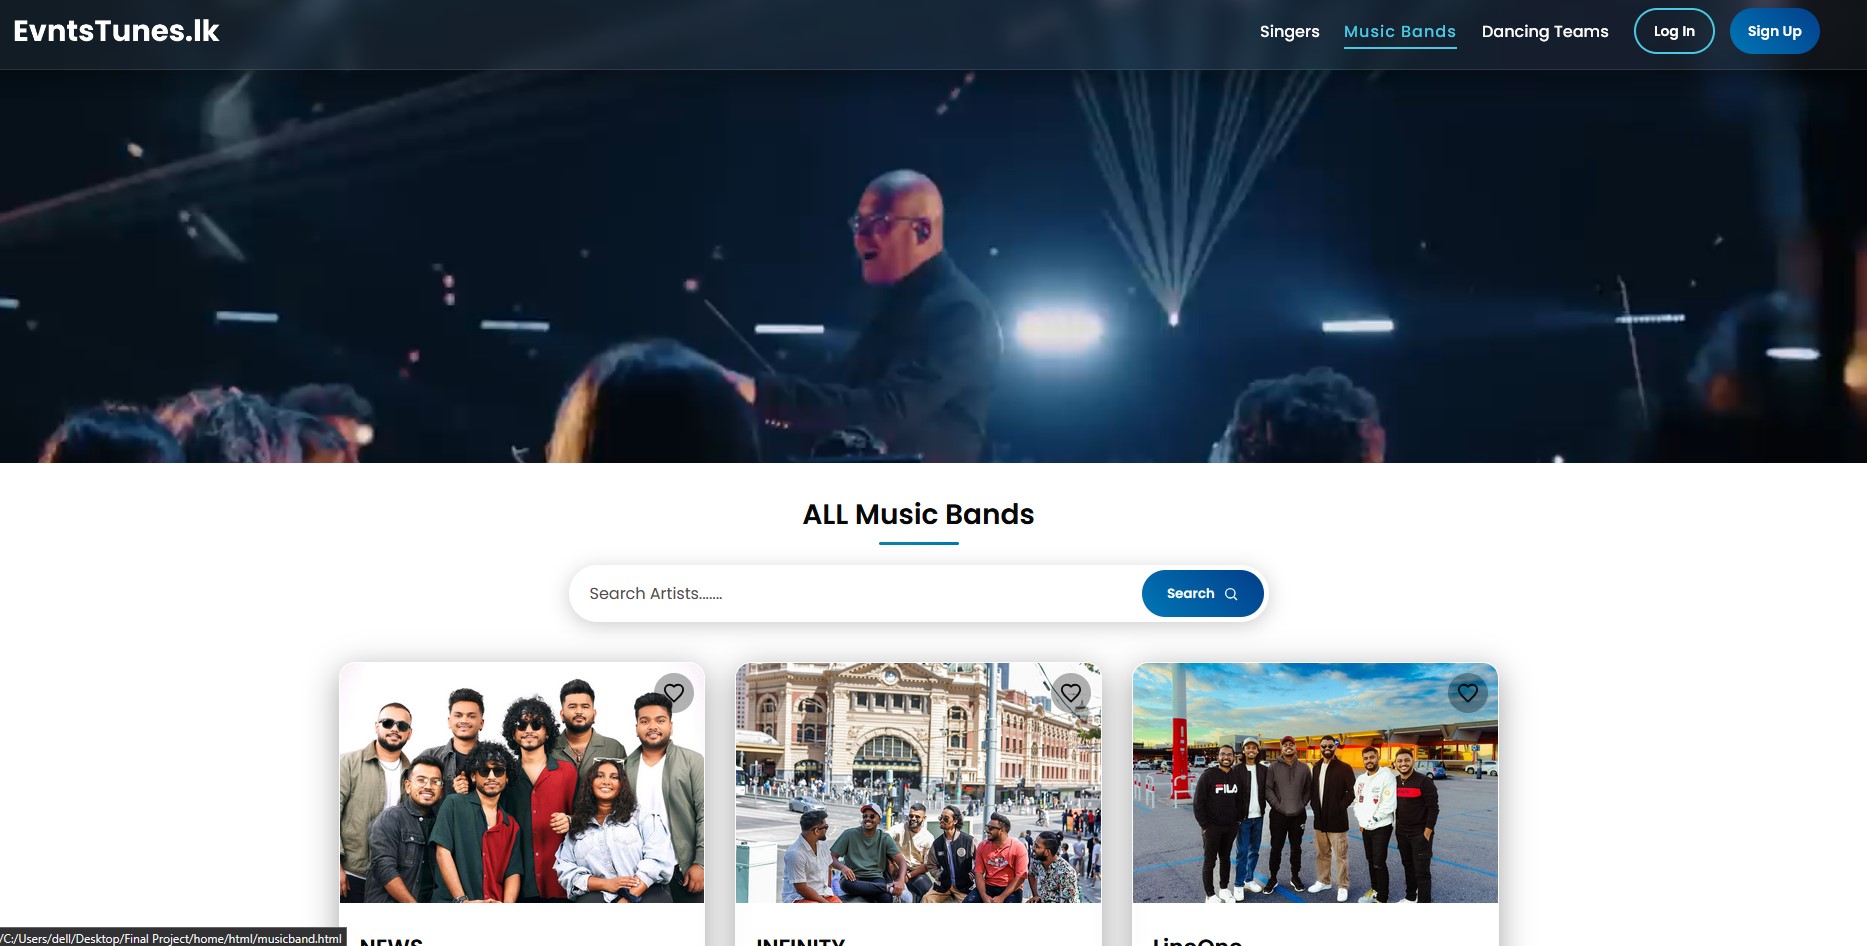 EvntsTunes.lk
Singers
Music Bands
Dancing Teams
Log In
Sign Up
ALL Music Bands
Search Artists.......
Search
FILA
NEWS
INFINITY
LineOne
/C:/Users/dell/Desktop/Final Project/home/html/musicband.html